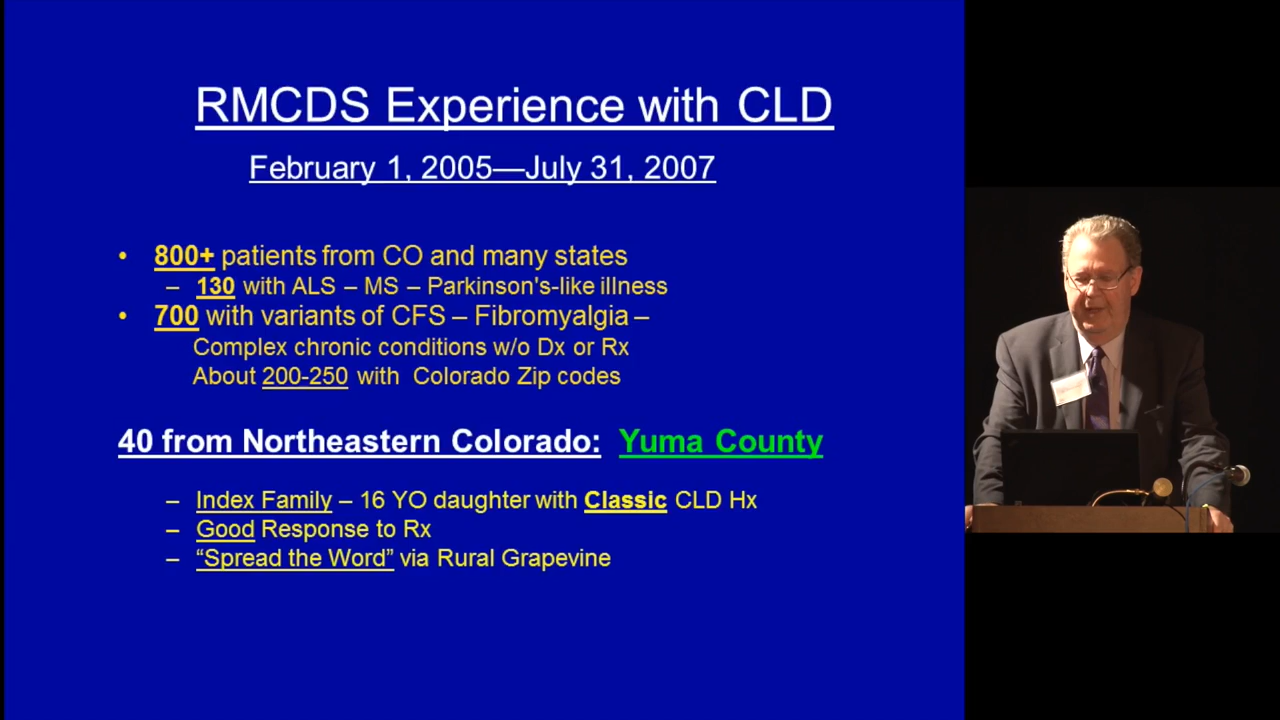 RMCDS Experience with CLD
February 1, 2005—July 31, 2007
• 800+ patients from CO and many states
– 130 with ALS – MS – Parkinson's-like illness
• 700 with variants of CFS – Fibromyalgia –
Complex chronic conditions w/o Dx or Rx
About 200-250 with Colorado Zip codes
40 from Northeastern Colorado: Yuma County
– Index Family – 16 YO daughter with Classic CLD Hx
– Good Response to Rx
– “Spread the Word” via Rural Grapevine